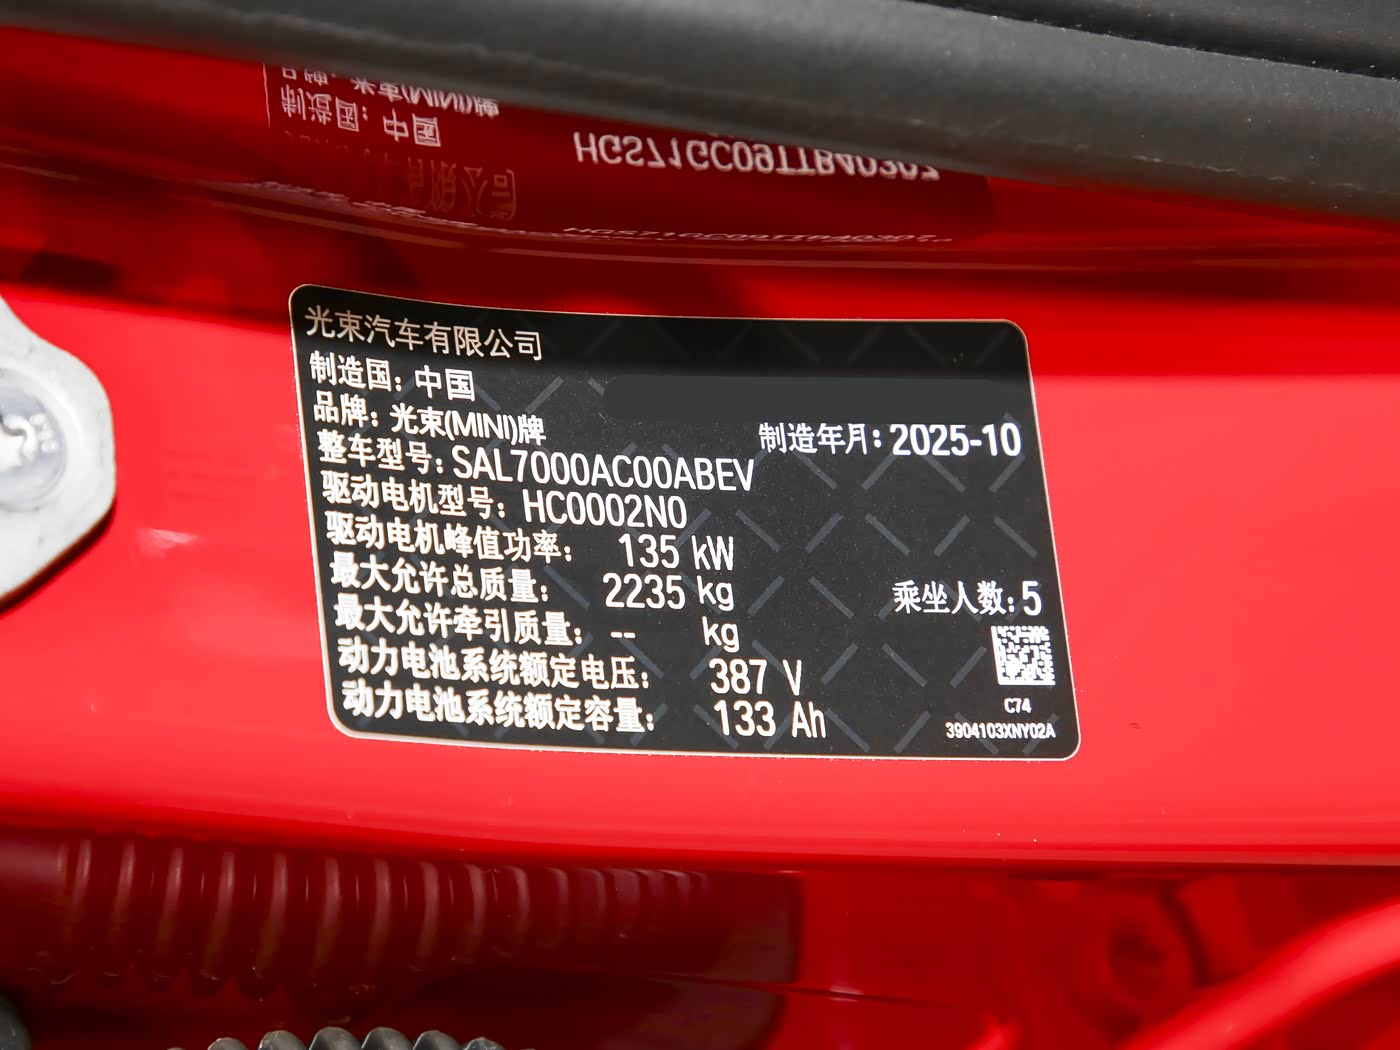 光束汽车有限公司
制造国：中国
品牌：光束(MINI)牌
制造年月：2025-10
整车型号：SAL7000AC00ABEV
驱动电机型号：HC0002N0
驱动电机峰值功率： 135 kW
最大允许总质量： 2235 kg
乘坐人数：5
最大允许牵引质量： -- kg
动力电池系统额定电压： 387 V
动力电池系统额定容量： 133 Ah
C74
3904103XNY02A